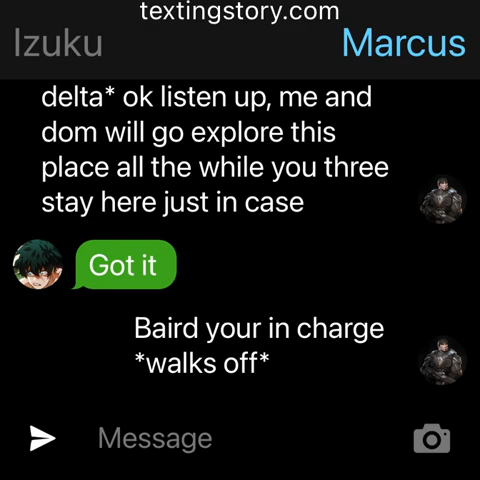 textingstory.com
Izuku
Marcus
delta* ok listen up, me and
dom will go explore this
place all the while you three
stay here just in case
Got it
Baird your in charge
*walks off*
Message